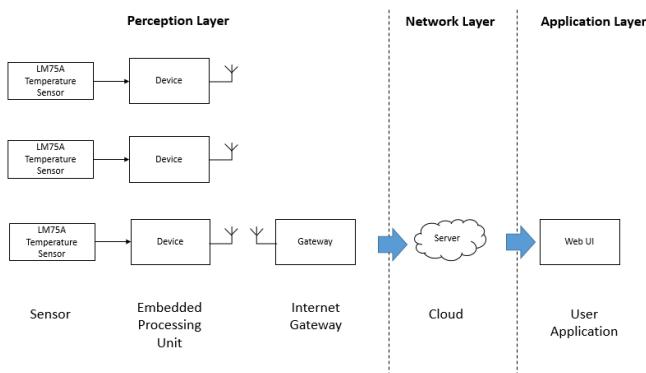 Perception Layer
Network Layer
Application Layer
LM75A
Temperature
Sensor
Device
LM75A
Temperature
Sensor
Device
LM75A
Temperature
Sensor
Device
Gateway
Server
Web UI
Sensor
Embedded
Processing
Unit
Internet
Gateway
Cloud
User
Application